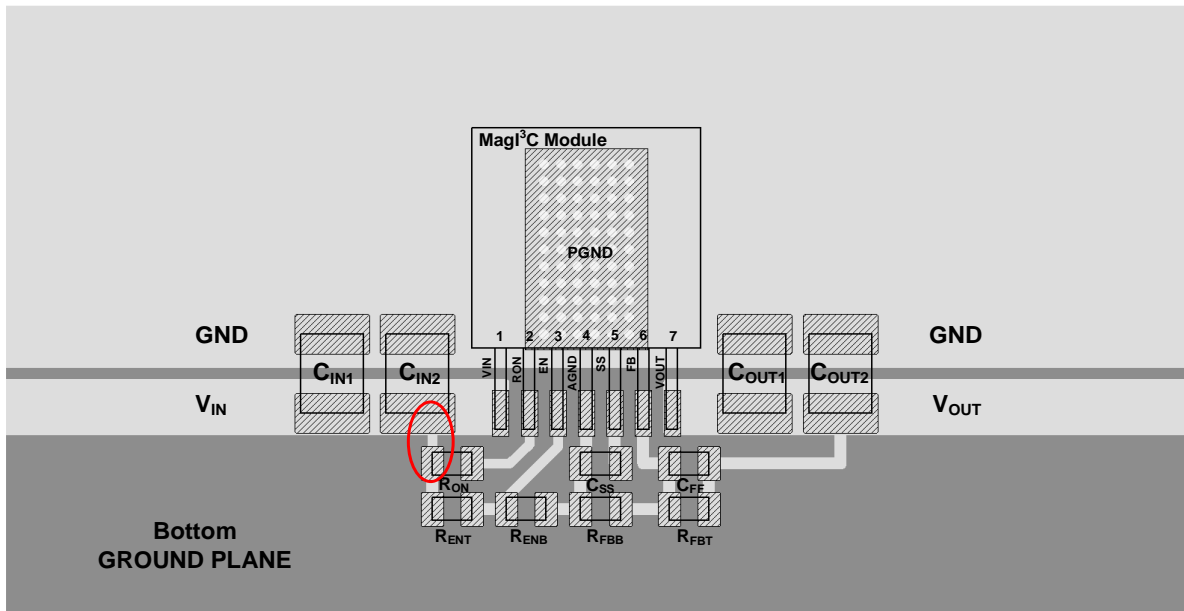 MagI³C Module
PGND
1 2 3 4 5 6 7
VIN RON EN AGND SS FB VOUT
GND GND
CIN1 CIN2 COUT1 COUT2
VIN VOUT
RON CSS CFF
RENT RENB RFBB RFBT
Bottom
GROUND PLANE